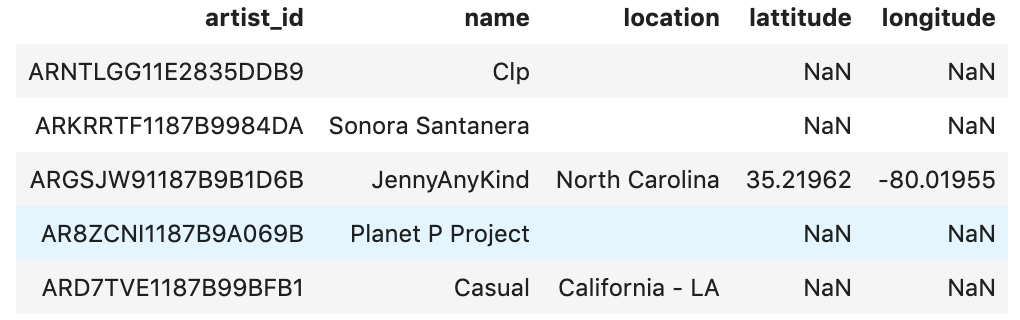 artist_id name location lattitude longitude
ARNTLGG11E2835DDB9 Clp NaN NaN
ARKRRTF1187B9984DA Sonora Santanera NaN NaN
ARGSJW91187B9B1D6B JennyAnyKind North Carolina 35.21962 -80.01955
AR8ZCNI1187B9A069B Planet P Project NaN NaN
ARD7TVE1187B99BFB1 Casual California - LA NaN NaN